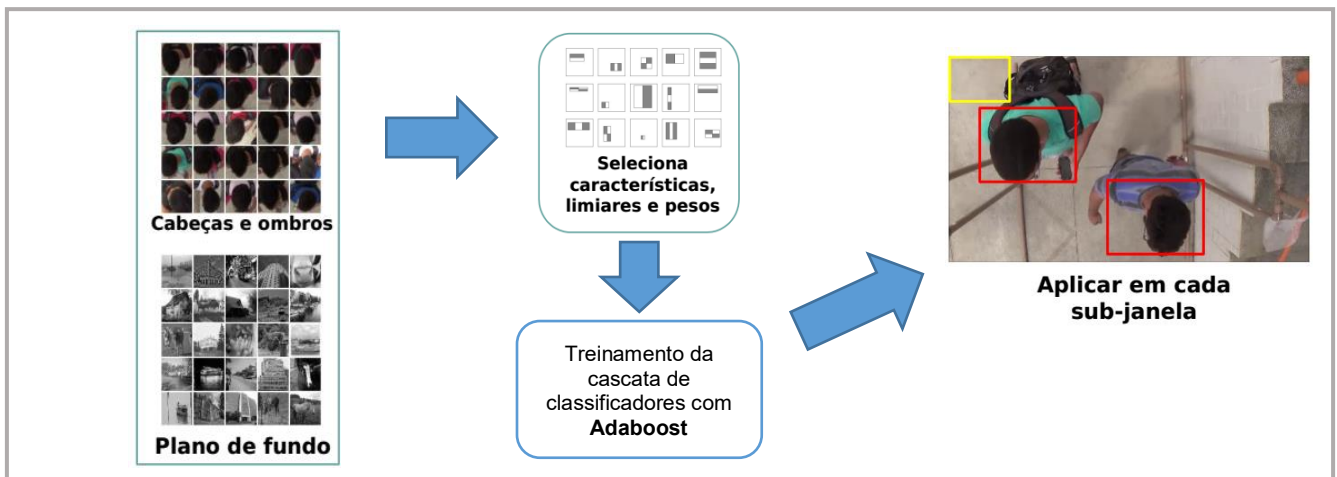 Cabeças e ombros
Plano de fundo
Seleciona
características,
limiares e pesos
Treinamento da
cascata de
classificadores com
Adaboost
Aplicar em cada
sub-janela